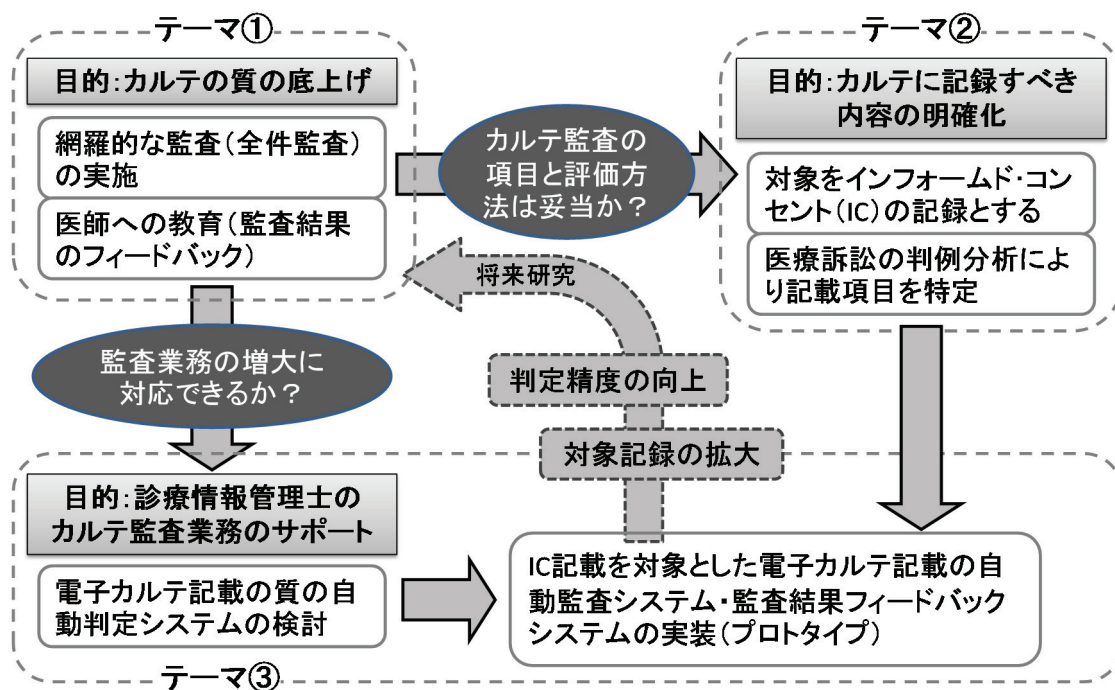 テーマ①
目的:カルテの質の底上げ
網羅的な監査(全件監査)
の実施
医師への教育(監査結果
のフィードバック)
カルテ監査の
項目と評価方
法は妥当か?
テーマ②
目的:カルテに記録すべき
内容の明確化
対象をインフォームド・コン
セント(IC)の記録とする
医療訴訟の判例分析によ
り記載項目を特定
将来研究
監査業務の増大に
対応できるか?
判定精度の向上
対象記録の拡大
目的:診療情報管理士の
カルテ監査業務のサポート
電子カルテ記載の質の自
動判定システムの検討
IC記載を対象とした電子カルテ記載の自
動監査システム・監査結果フィードバック
システムの実装(プロトタイプ)
テーマ③